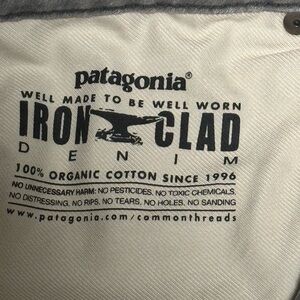 patagonia®
WELL MADE TO BE WELL WORN
IRON CLAD
DENIM
100% ORGANIC COTTON SINCE 1996
NO UNNECESSARY HARM: NO PESTICIDES, NO TOXIC CHEMICALS,
NO DISTRESSING, NO RIPS, NO TEARS, NO HOLES, NO SANDING
www.patagonia.com/commonthreads